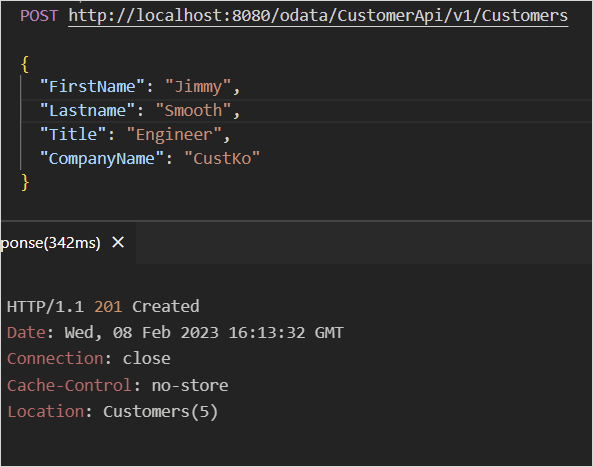 POST http://localhost:8080/odata/CustomerApi/v1/Customers
{
"FirstName": "Jimmy",
"Lastname": "Smooth",
"Title": "Engineer",
"CompanyName": "CustKo"
}
ponse(342ms) ×
HTTP/1.1 201 Created
Date: Wed, 08 Feb 2023 16:13:32 GMT
Connection: close
Cache-Control: no-store
Location: Customers(5)